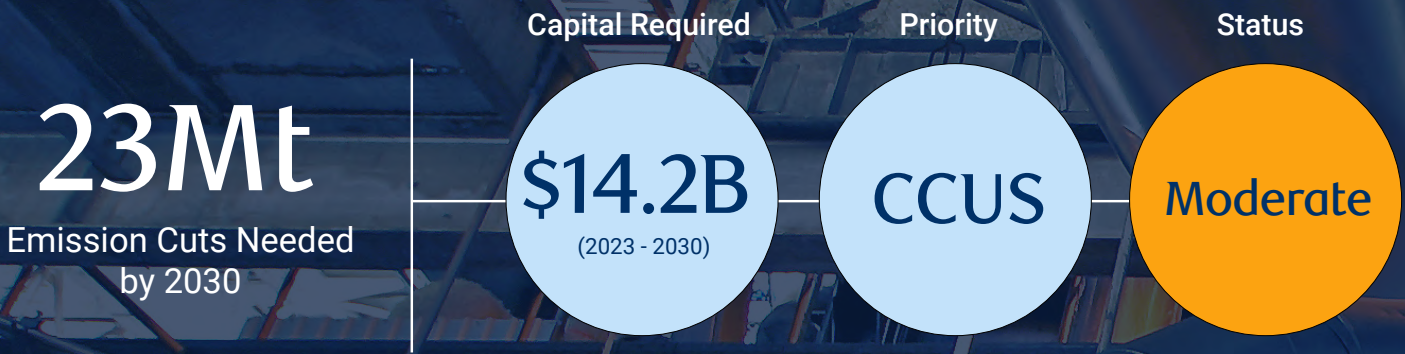 23Mt
Emission Cuts Needed
by 2030
Capital Required
$14.2B
(2023 - 2030)
Priority
CCUS
Status
Moderate